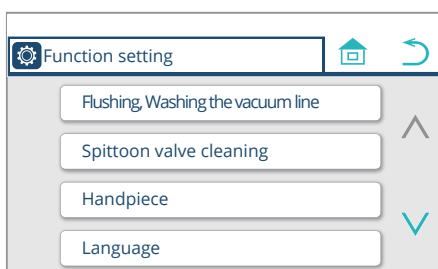 Function setting
Flushing, Washing the vacuum line
Spittoon valve cleaning
Handpiece
Language